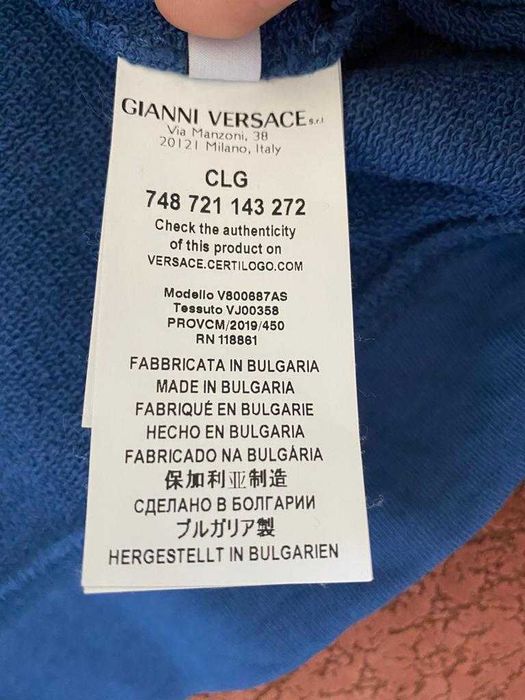 GIANNI VERSACE s.r.l
Via Manzoni, 38
20121 Milano, Italy
CLG
748 721 143 272
Check the authenticity
of this product on
VERSACE.CERTILOGO.COM
Modello V800687AS
Tessuto VJ00358
PROVCM/2019/450
RN 118861
FABBRICATA IN BULGARIA
MADE IN BULGARIA
FABRIQUÉ EN BULGARIE
HECHO EN BULGARIA
FABRICADO NA BULGÁRIA
保加利亚制造
СДЕЛАНО В БОЛГАРИИ
ブルガリア製
HERGESTELLT IN BULGARIEN